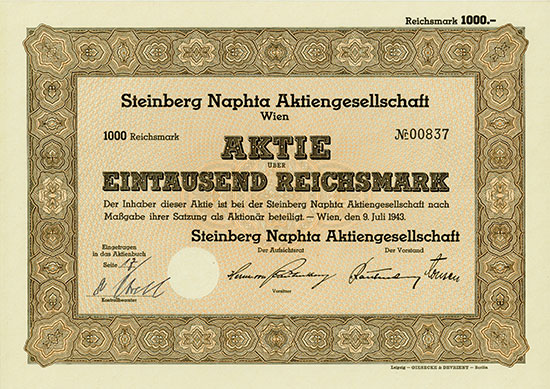 Reichsmark 1000.-
Steinberg Naphta Aktiengesellschaft
Wien
1000 Reichsmark
№ 00837
AKTIE
ÜBER
EINTAUSEND REICHSMARK
Der Inhaber dieser Aktie ist bei der Steinberg Naphta Aktiengesellschaft nach
Maßgabe ihrer Satzung als Aktionär beteiligt. — Wien, den 9. Juli 1943.
Steinberg Naphta Aktiengesellschaft
Eingetragen
in das Aktienbuch
Seite
Der Aufsichtsrat
Der Vorstand
Vorsitzer
Kontrollbeamter
Leipzig – GIESECKE & DEVRIENT – Berlin